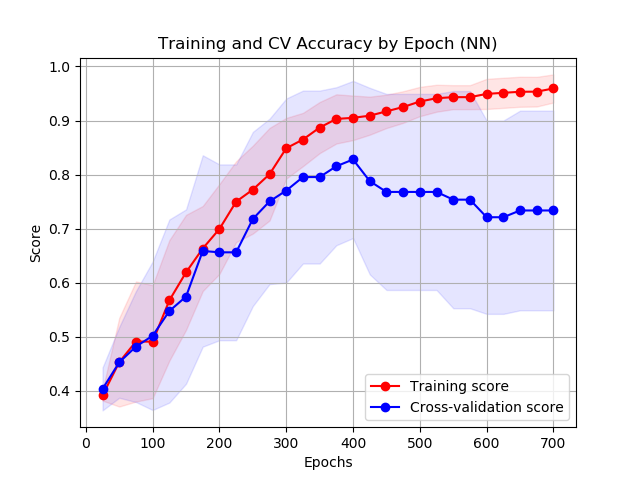 Training and CV Accuracy by Epoch (NN)
1.0
0.9
0.8
0.7
0.6
0.5
0.4
Score
Training score
Cross-validation score
0 100 200 300 400 500 600 700
Epochs